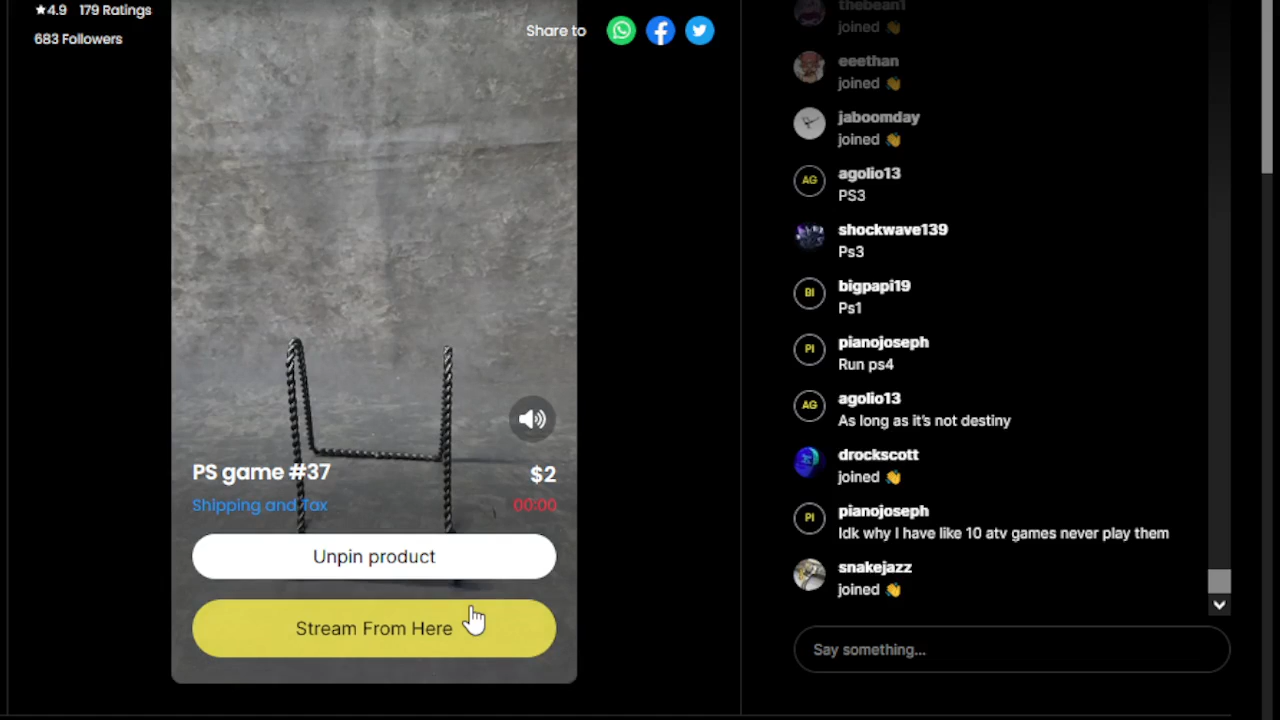 ★4.9 179 Ratings
683 Followers
Share to
PS game #37
$2
Shipping and Tax
00:00
Unpin product
Stream From Here
thebean1
joined 👏
eeethan
joined 👏
jaboomday
joined 👏
AG
agolio13
PS3
shockwave139
Ps3
BI
bigpapi19
Ps1
PI
pianojoseph
Run ps4
AG
agolio13
As long as it's not destiny
drockscott
joined 👏
PI
pianojoseph
Idk why I have like 10 atv games never play them
snakejazz
joined 👏
Say something...